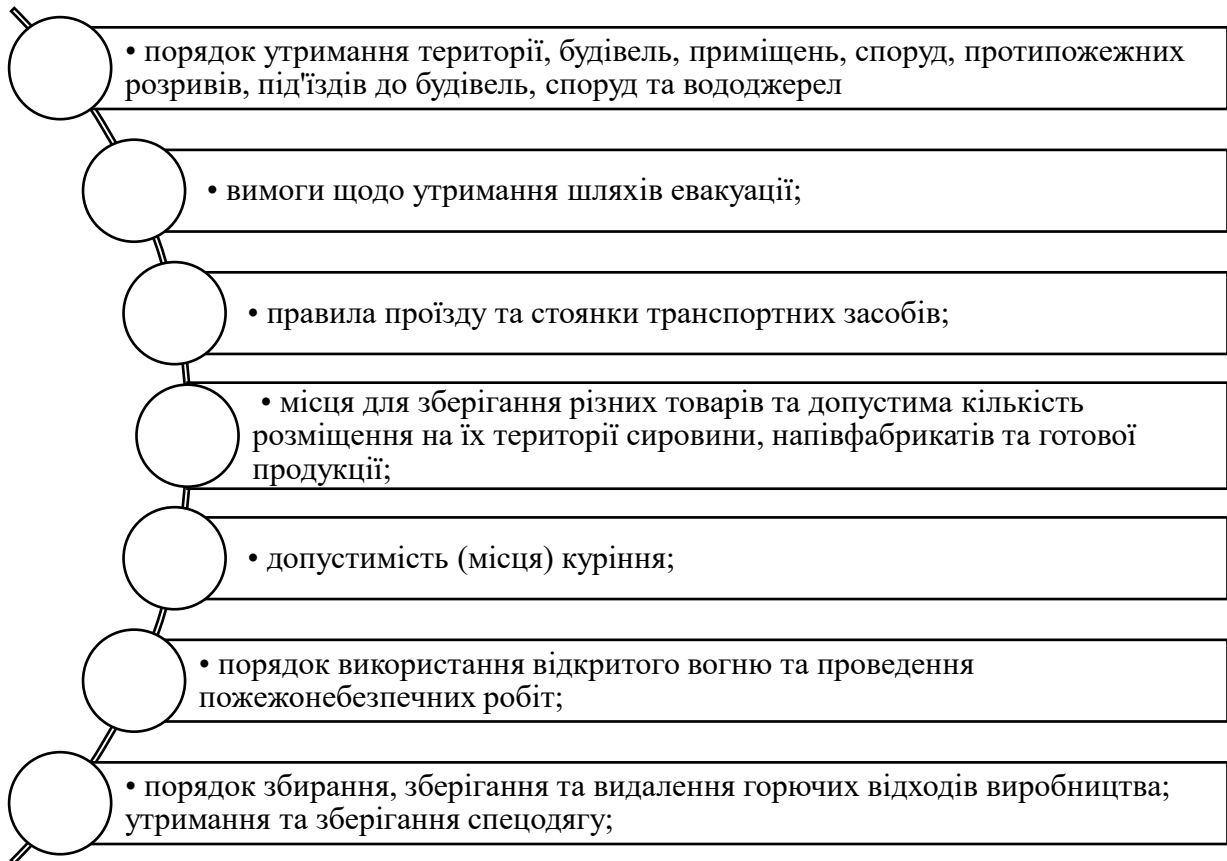 • порядок утримання території, будівель, приміщень, споруд, протипожежних
розривів, під'їздів до будівель, споруд та вододжерел
• вимоги щодо утримання шляхів евакуації;
• правила проїзду та стоянки транспортних засобів;
• місця для зберігання різних товарів та допустима кількість
розміщення на їх території сировини, напівфабрикатів та готової
продукції;
• допустимість (місця) куріння;
• порядок використання відкритого вогню та проведення
пожежонебезпечних робіт;
• порядок збирання, зберігання та видалення горючих відходів виробництва;
утримання та зберігання спецодягу;